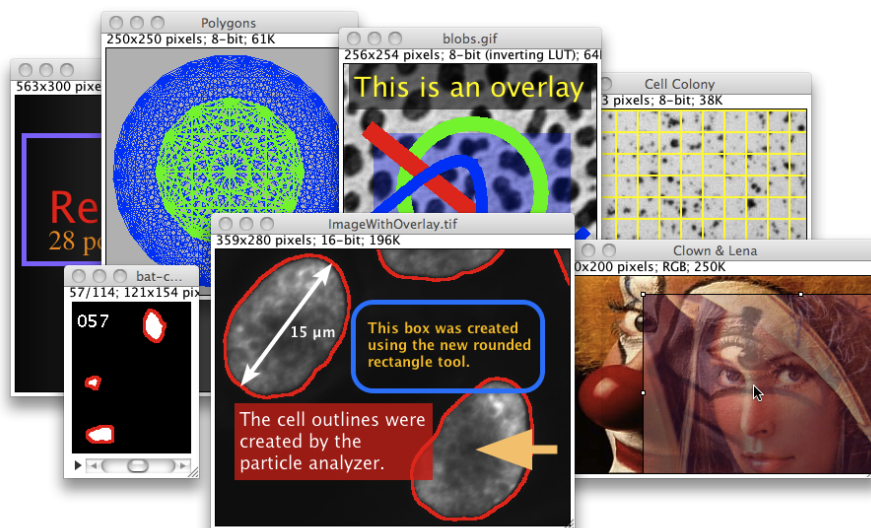 Polygons
250x250 pixels; 8-bit; 61K
blobs.gif
256x254 pixels; 8-bit (inverting LUT); 64
This is an overlay
563x300 pixe
Re
28 po
Cell Colony
3 pixels; 8-bit; 38K
ImageWithOverlay.tif
359x280 pixels; 16-bit; 196K
15 µm
This box was created
using the new rounded
rectangle tool.
The cell outlines were
created by the
particle analyzer.
Clown & Lena
0x200 pixels; RGB; 250K
bat-c...
57/114; 121x154 pix
057